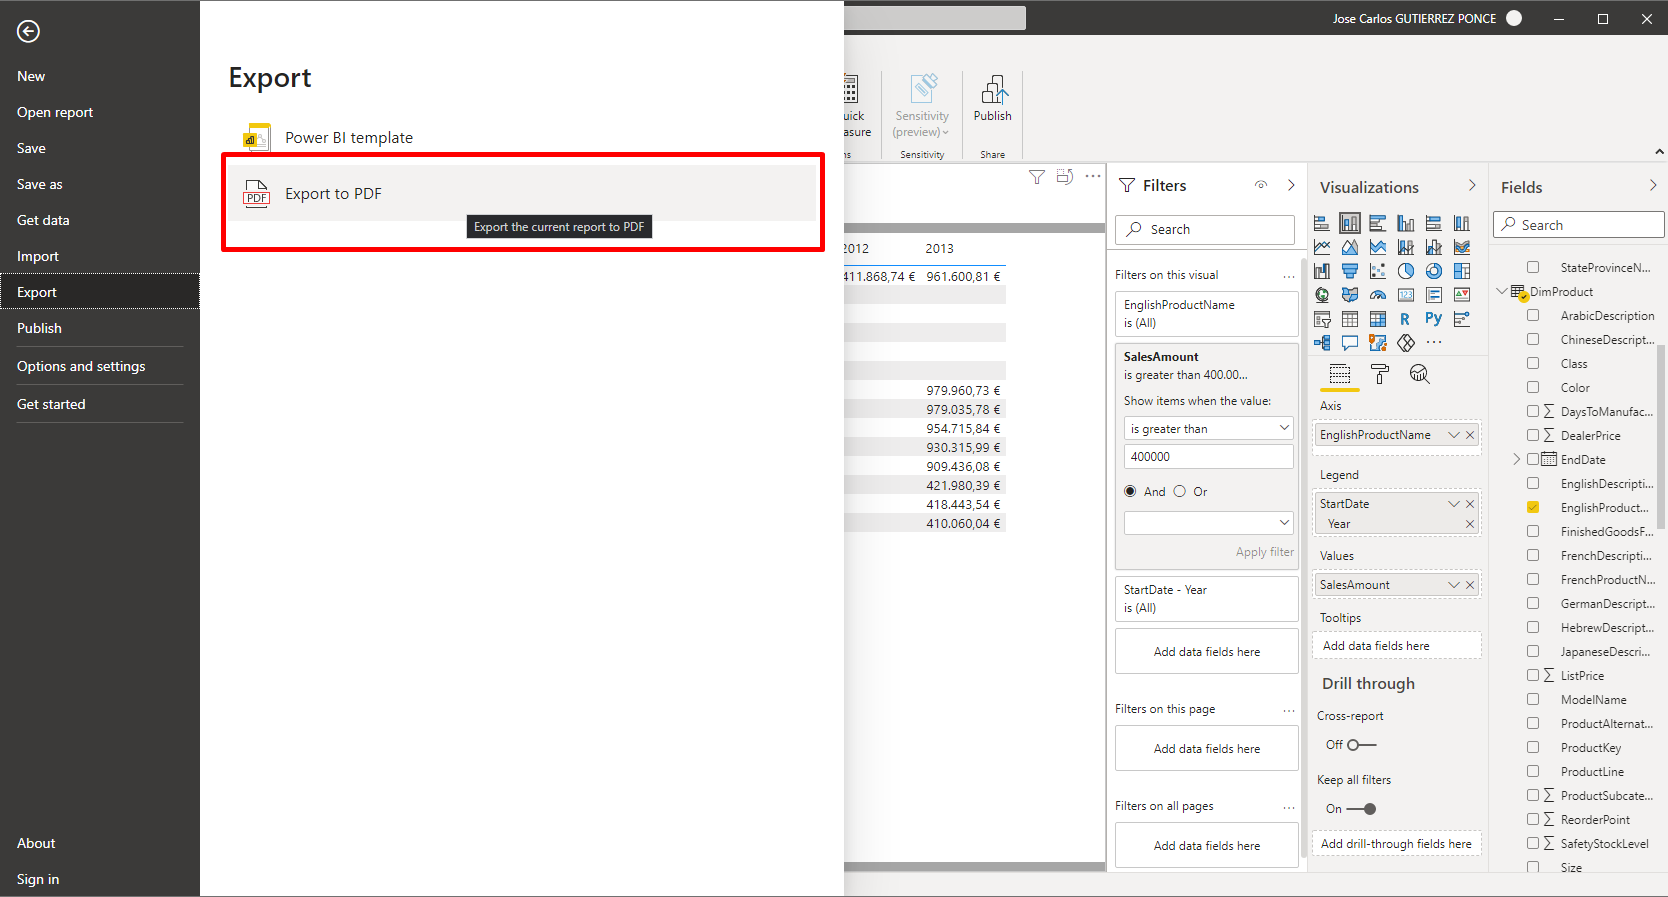 Jose Carlos GUTIERREZ PONCE
New
Open report
Save
Save as
Get data
Import
Export
Publish
Options and settings
Get started
About
Sign in
Export
Power BI template
PDF
Export to PDF
Export the current report to PDF
uick
asure
ns
Sensitivity
(preview)
Sensitivity
Publish
Share
2012 2013
411.868,74 € 961.600,81 €
979.960,73 €
979.035,78 €
954.715,84 €
930.315,99 €
909.436,08 €
421.980,39 €
418.443,54 €
410.060,04 €
Filters
Search
Filters on this visual ...
EnglishProductName
is (All)
SalesAmount
is greater than 400.00...
Show items when the value:
is greater than
400000
And Or
Apply filter
StartDate - Year
is (All)
Add data fields here
Filters on this page ...
Add data fields here
Filters on all pages ...
Add data fields here
Visualizations
123
R Py
...
Axis
EnglishProductName
Legend
StartDate
Year
Values
SalesAmount
Tooltips
Add data fields here
Drill through
Cross-report
Off
Keep all filters
On
Add drill-through fields here
Fields
Search
StateProvinceN...
DimProduct
ArabicDescription
ChineseDescript...
Class
Color
DaysToManufac...
DealerPrice
EndDate
EnglishDescripti...
EnglishProduct...
FinishedGoodsF...
FrenchDescripti...
FrenchProductN...
GermanDescript...
HebrewDescript...
JapaneseDescri...
ListPrice
ModelName
ProductAlternat...
ProductKey
ProductLine
ProductSubcate...
ReorderPoint
SafetyStockLevel
Size